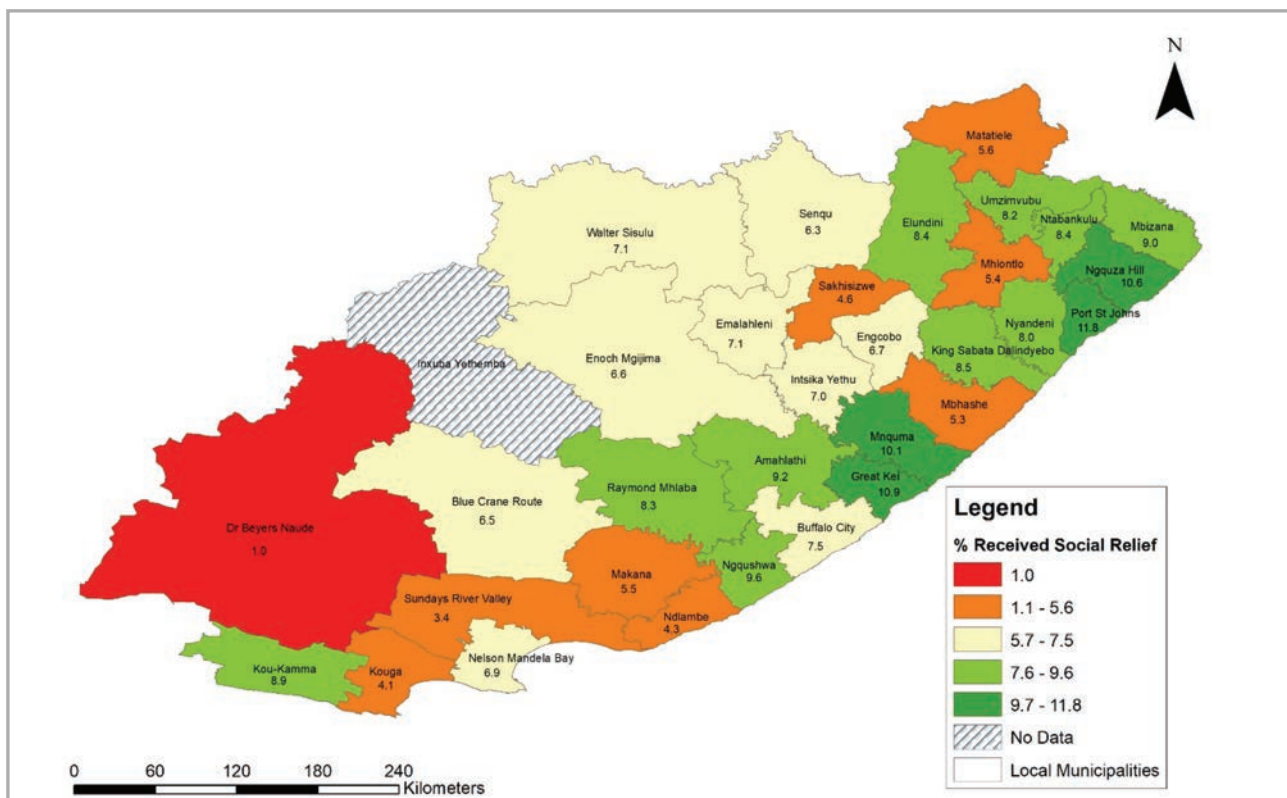 N
Matatiele
5.6
Umzimvubu
8.2
Ntabankulu
8.4
Mbizana
9.0
Senqu
6.3
Elundini
8.4
Walter Sisulu
7.1
Mhlontlo
5.4
Ngquza Hill
10.6
Sakhisizwe
4.6
Port St Johns
11.8
Emalahleni
7.1
Engcobo
6.7
Nyandeni
8.0
King Sabata Dalindyebo
8.5
Inxuba Yethemba
Enoch Mgijima
6.6
Intsika Yethu
7.0
Mbhashe
5.3
Mnquma
10.1
Amahlathi
9.2
Great Kei
10.9
Raymond Mhlaba
8.3
Blue Crane Route
6.5
Buffalo City
7.5
Dr Beyers Naude
1.0
Ngqushwa
9.6
Makana
5.5
Sundays River Valley
3.4
Ndlambe
4.3
Nelson Mandela Bay
6.9
Kou-Kamma
8.9
Kouga
4.1
Legend
% Received Social Relief
1.0
1.1 - 5.6
5.7 - 7.5
7.6 - 9.6
9.7 - 11.8
No Data
Local Municipalities
0 60 120 180 240
Kilometers